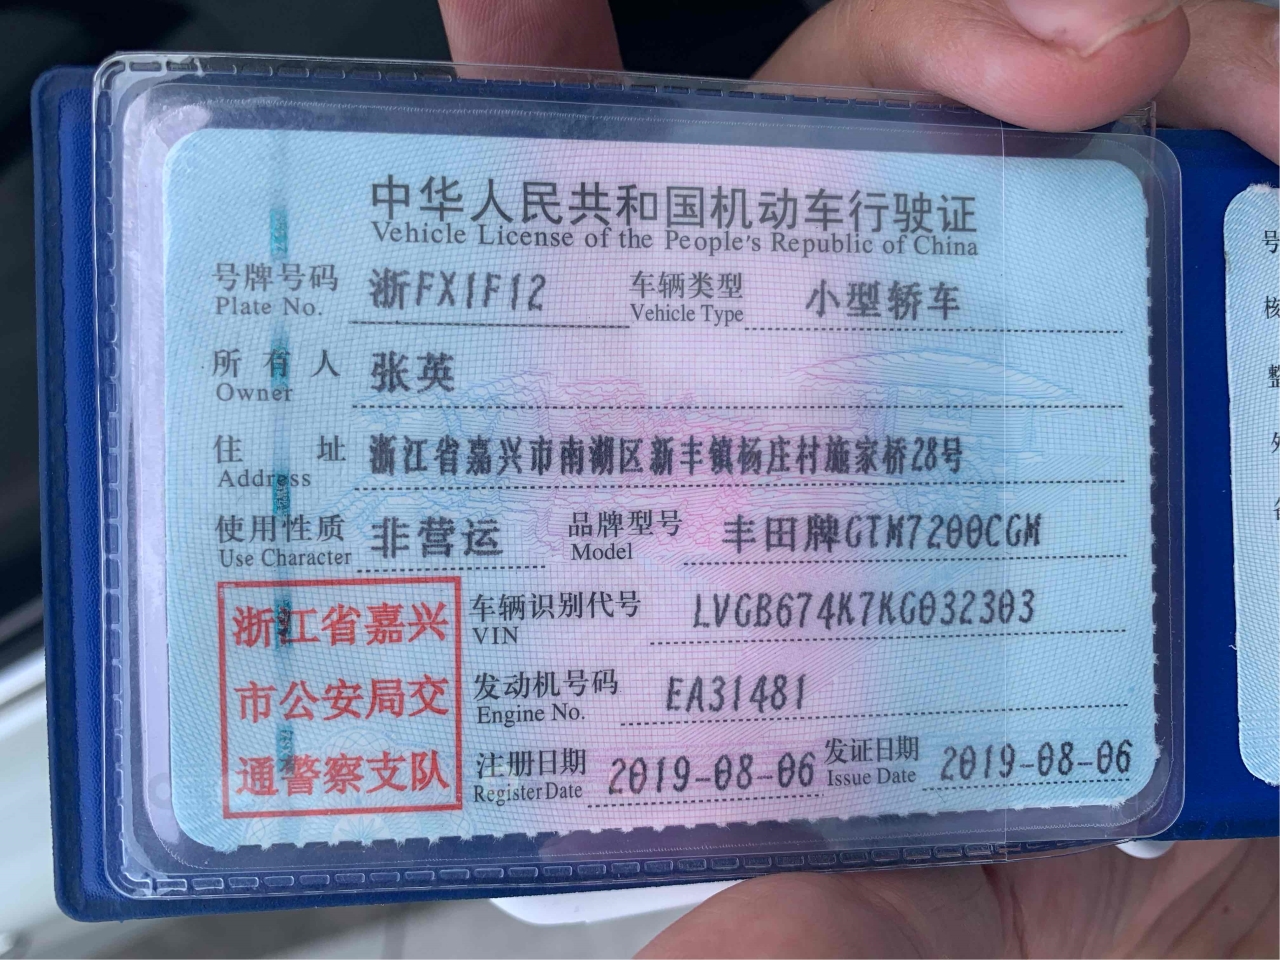 中华人民共和国机动车行驶证
Vehicle License of the People's Republic of China
号牌号码 浙FX1F12 车辆类型 小型轿车
Plate No. Vehicle Type
所有人 张英
Owner
住址 浙江省嘉兴市南湖区新丰镇杨庄村施家桥28号
Address
使用性质 非营运 品牌型号 丰田牌GTM7200CGM
Use Character Model
浙江省嘉兴
市公安局交
通警察支队
车辆识别代号 LVGB674K7KG032303
VIN
发动机号码 EA31481
Engine No.
注册日期 2019-08-06 发证日期 2019-08-06
Register Date Issue Date
号
核
整